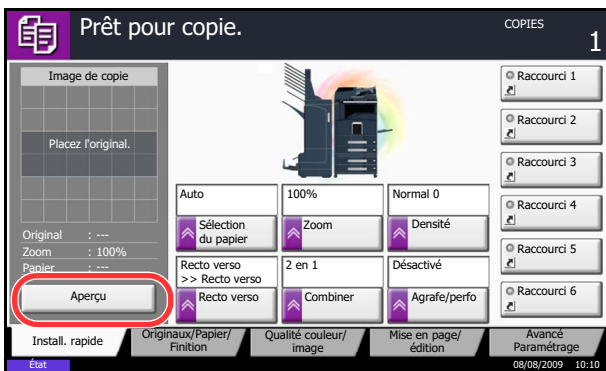 Prêt pour copie.
COPIES
1
Image de copie
Placez l'original.
Original : ---
Zoom : 100%
Papier : ---
Aperçu
Auto
Sélection
du papier
100%
Zoom
Normal 0
Densité
Recto verso
>> Recto verso
Recto verso
2 en 1
Combiner
Désactivé
Agrafe/perfo
Raccourci 1
Raccourci 2
Raccourci 3
Raccourci 4
Raccourci 5
Raccourci 6
Install. rapide
Originaux/Papier/
Finition
Qualité couleur/
image
Mise en page/
édition
Avancé
Paramétrage
État
08/08/2009 10:10